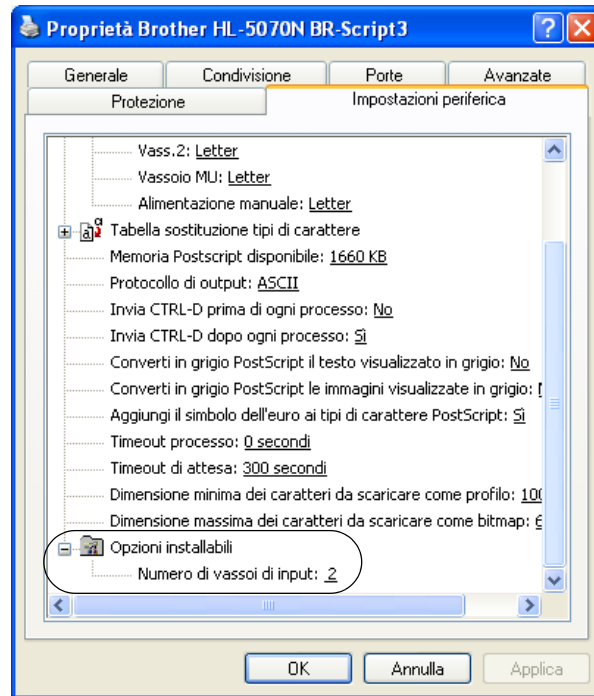 Proprietà Brother HL-5070N BR-Script3
Generale Condivisione Porte Avanzate
Protezione Impostazioni periferica
Vass.2: Letter
Vassoio MU: Letter
Alimentazione manuale: Letter
Tabella sostituzione tipi di carattere
Memoria Postscript disponibile: 1660 KB
Protocollo di output: ASCII
Invia CTRL-D prima di ogni processo: No
Invia CTRL-D dopo ogni processo: Sì
Converti in grigio PostScript il testo visualizzato in grigio: No
Converti in grigio PostScript le immagini visualizzate in grigio:
Aggiungi il simbolo dell'euro ai tipi di carattere PostScript: Sì
Timeout processo: 0 secondi
Timeout di attesa: 300 secondi
Dimensione minima dei caratteri da scaricare come profilo: 100
Dimensione massima dei caratteri da scaricare come bitmap:
Opzioni installabili
Numero di vassoi di input: 2
OK Annulla Applica